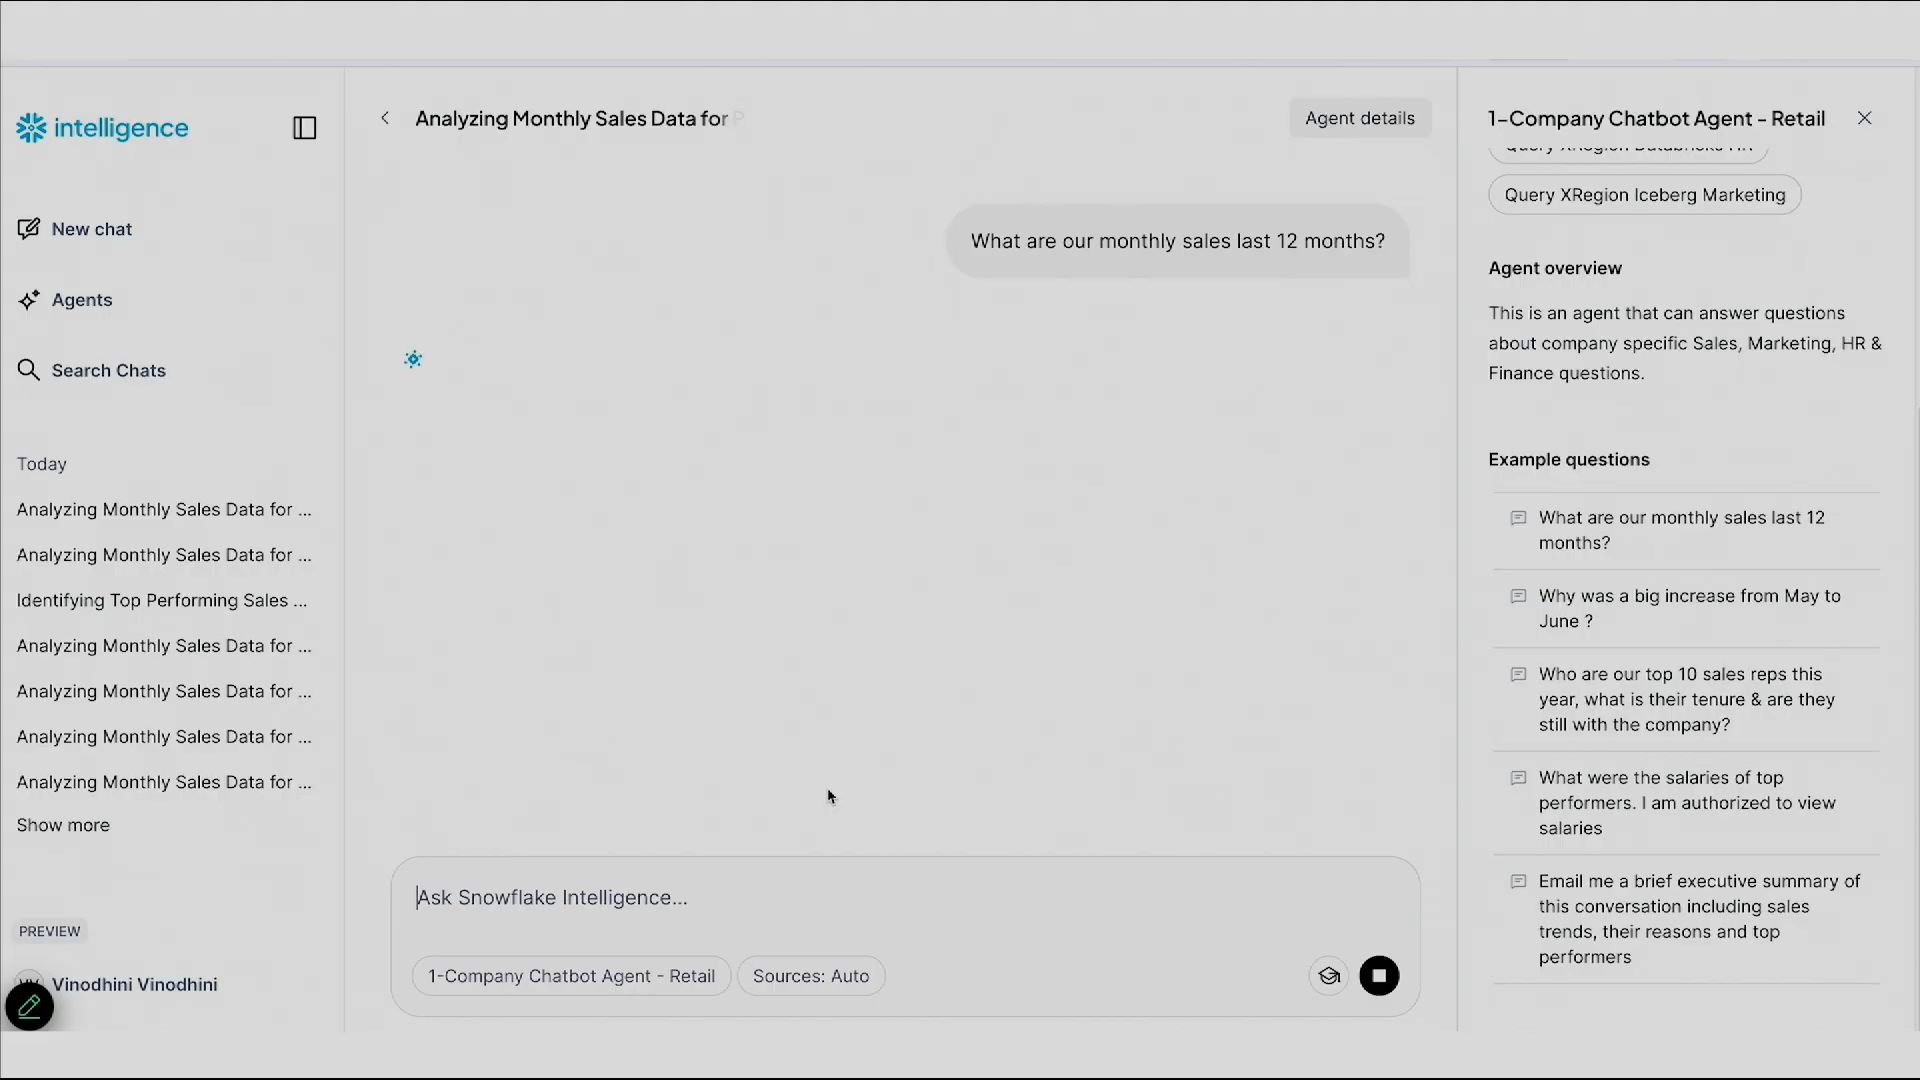 intelligence
New chat
Agents
Search Chats
Today
Analyzing Monthly Sales Data for ...
Analyzing Monthly Sales Data for ...
Identifying Top Performing Sales ...
Analyzing Monthly Sales Data for ...
Analyzing Monthly Sales Data for ...
Analyzing Monthly Sales Data for ...
Analyzing Monthly Sales Data for ...
Show more
PREVIEW
Vinodhini Vinodhini
Analyzing Monthly Sales Data for P
Agent details
What are our monthly sales last 12 months?
Ask Snowflake Intelligence...
1-Company Chatbot Agent - Retail
Sources: Auto
1-Company Chatbot Agent - Retail
Query XRegion Databricks HR
Query XRegion Iceberg Marketing
Agent overview
This is an agent that can answer questions
about company specific Sales, Marketing, HR &
Finance questions.
Example questions
What are our monthly sales last 12
months?
Why was a big increase from May to
June ?
Who are our top 10 sales reps this
year, what is their tenure & are they
still with the company?
What were the salaries of top
performers. I am authorized to view
salaries
Email me a brief executive summary of
this conversation including sales
trends, their reasons and top
performers